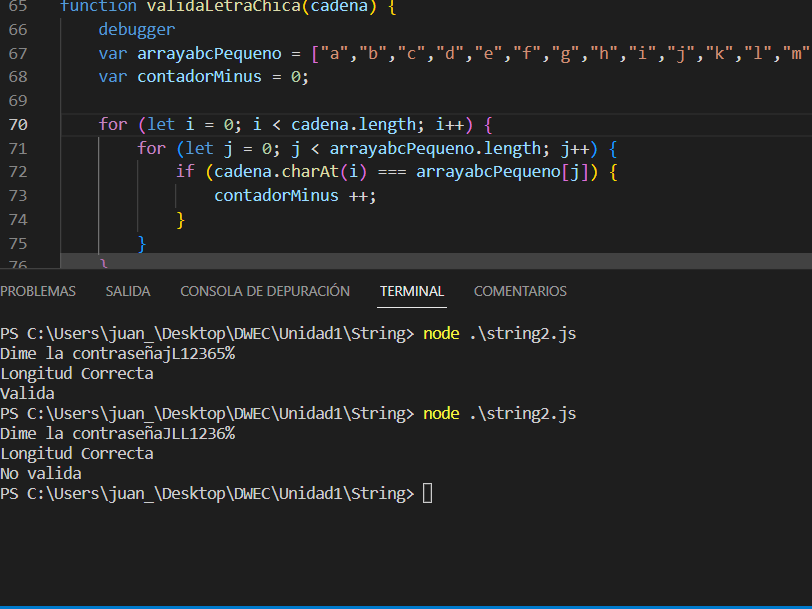 65 function validaLetraChica(cadena) {
66 debugger
67 var arrayabcPequeno = ["a","b","c","d","e","f","g","h","i","j","k","l","m"
68 var contadorMinus = 0;
69
70 for (let i = 0; i < cadena.length; i++) {
71 for (let j = 0; j < arrayabcPequeno.length; j++) {
72 if (cadena.charAt(i) === arrayabcPequeno[j]) {
73 contadorMinus ++;
74 }
75 }
76 }
PROBLEMAS SALIDA CONSOLA DE DEPURACIÓN TERMINAL COMENTARIOS
PS C:\Users\juan_\Desktop\DWEC\Unidad1\String> node .\string2.js
Dime la contraseñajL12365%
Longitud Correcta
Valida
PS C:\Users\juan_\Desktop\DWEC\Unidad1\String> node .\string2.js
Dime la contraseñaJLL1236%
Longitud Correcta
No valida
PS C:\Users\juan_\Desktop\DWEC\Unidad1\String>